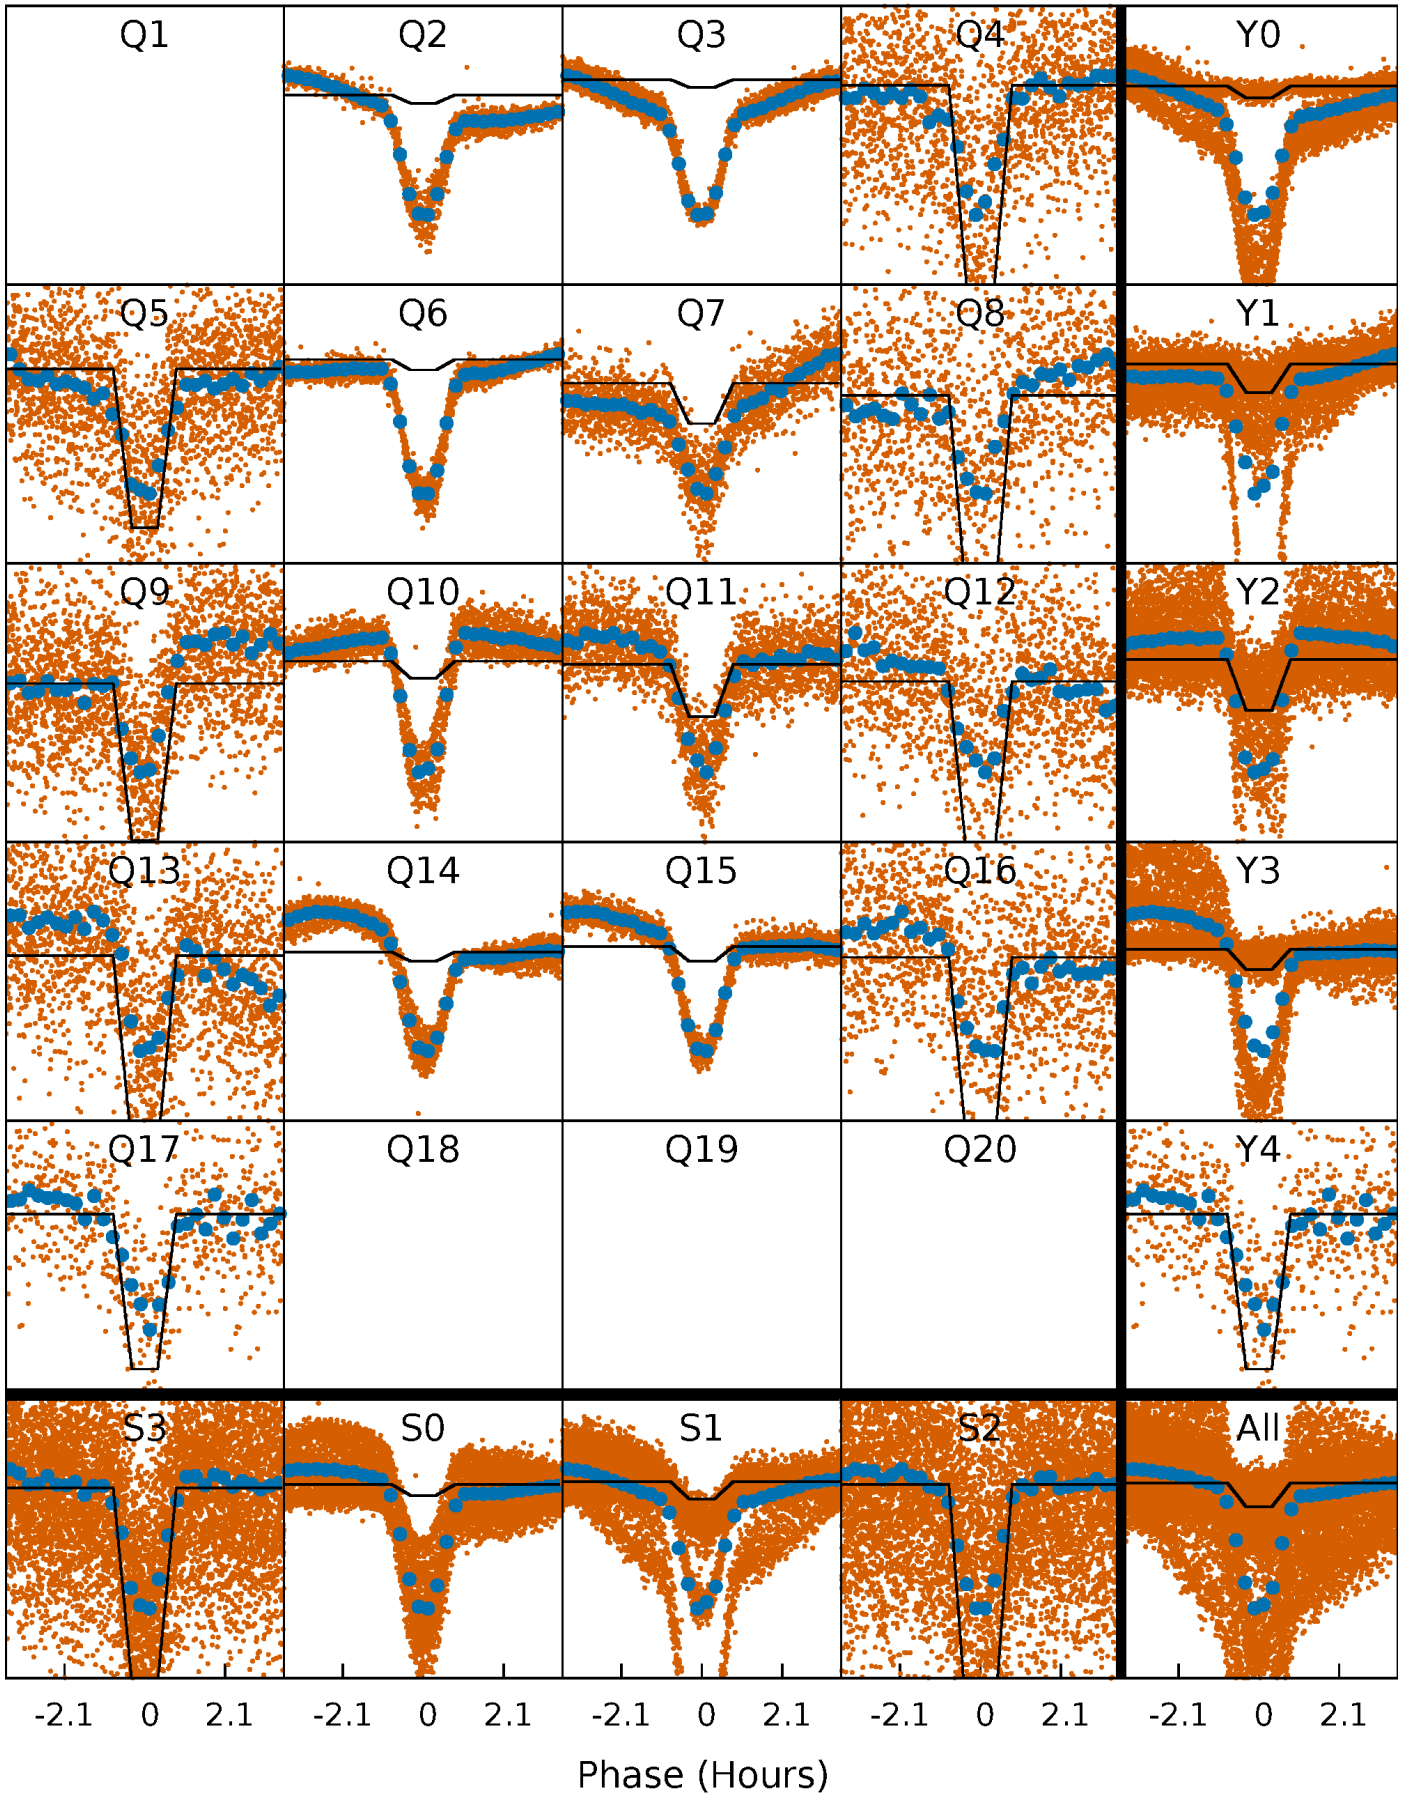 Q1 Q2 Q3 Q4 Y0
Q5 Q6 Q7 Q8 Y1
Q9 Q10 Q11 Q12 Y2
Q13 Q14 Q15 Q16 Y3
Q17 Q18 Q19 Q20 Y4
S3 S0 S1 S2 All
-2.1 0 2.1 -2.1 0 2.1 -2.1 0 2.1 -2.1 0 2.1 -2.1 0 2.1
Phase (Hours)